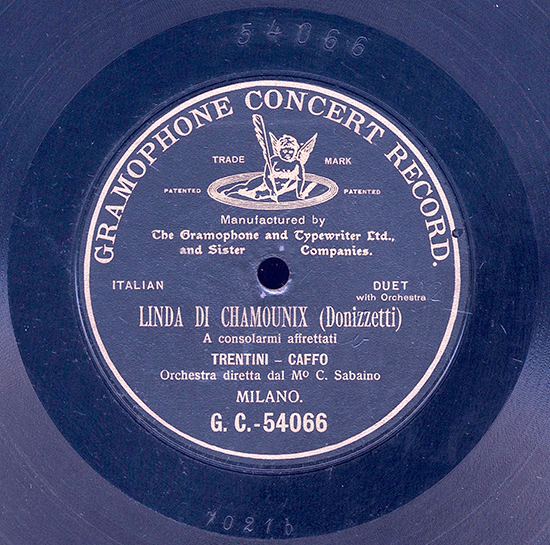 54066
GRAMOPHONE CONCERT RECORD.
TRADE MARK
PATENTED PATENTED
Manufactured by
The Gramophone and Typewriter Ltd.,
and Sister Companies.
ITALIAN DUET
with Orchestra
LINDA DI CHAMOUNIX (Donizzetti)
A consolarmi affrettati
TRENTINI - CAFFO
Orchestra diretta dal Mº C. Sabaino
MILANO.
G. C.-54066
10216